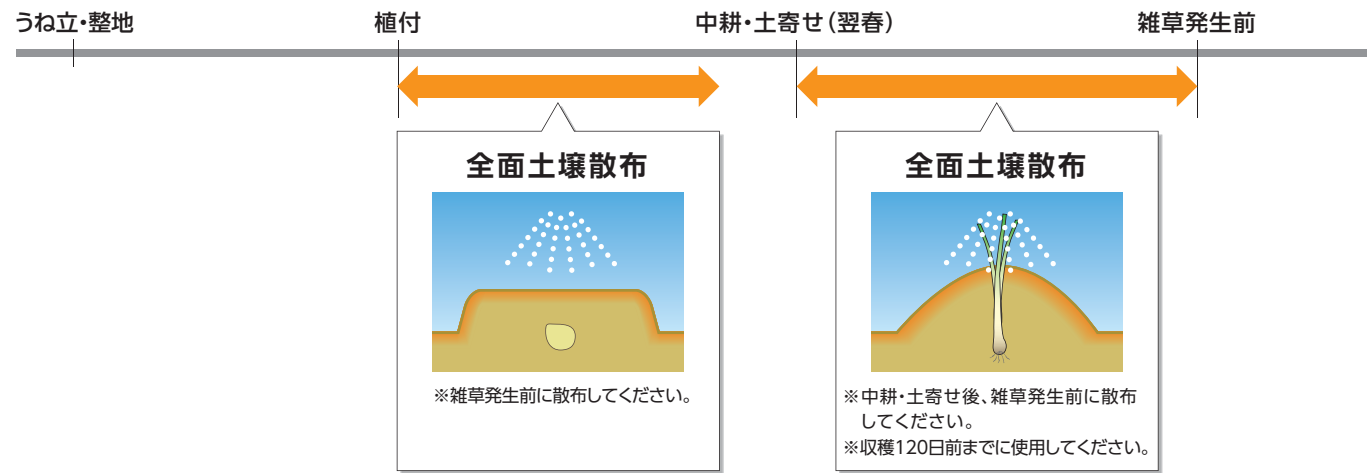 うね立・整地
植付
中耕・土寄せ(翌春)
雑草発生前
全面土壌散布
※雑草発生前に散布してください。
全面土壌散布
※中耕・土寄せ後、雑草発生前に散布
してください。
※収穫120日前までに使用してください。